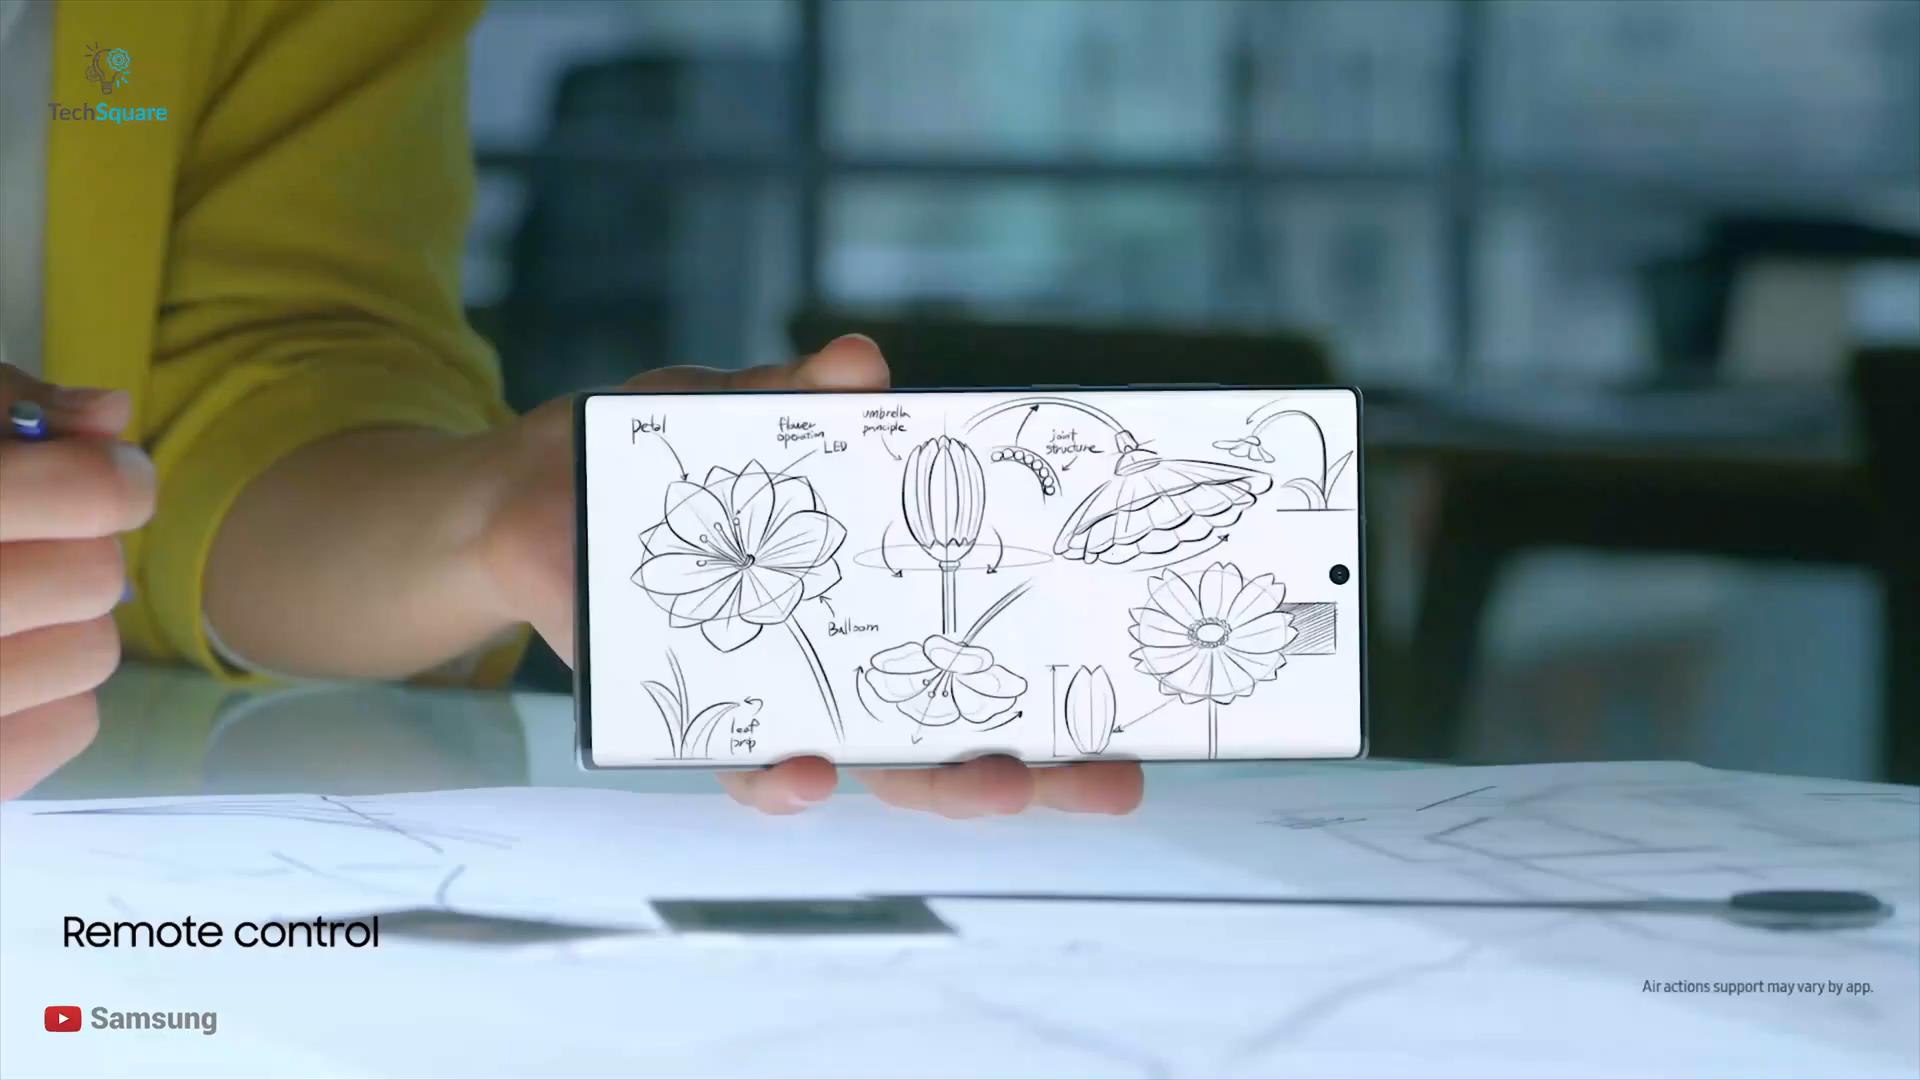 TechSquare
petal
flower
operation
LED
umbrella
principle
joint
structure
Balloom
leaf
prop
Remote control
Samsung
Air actions support may vary by app.